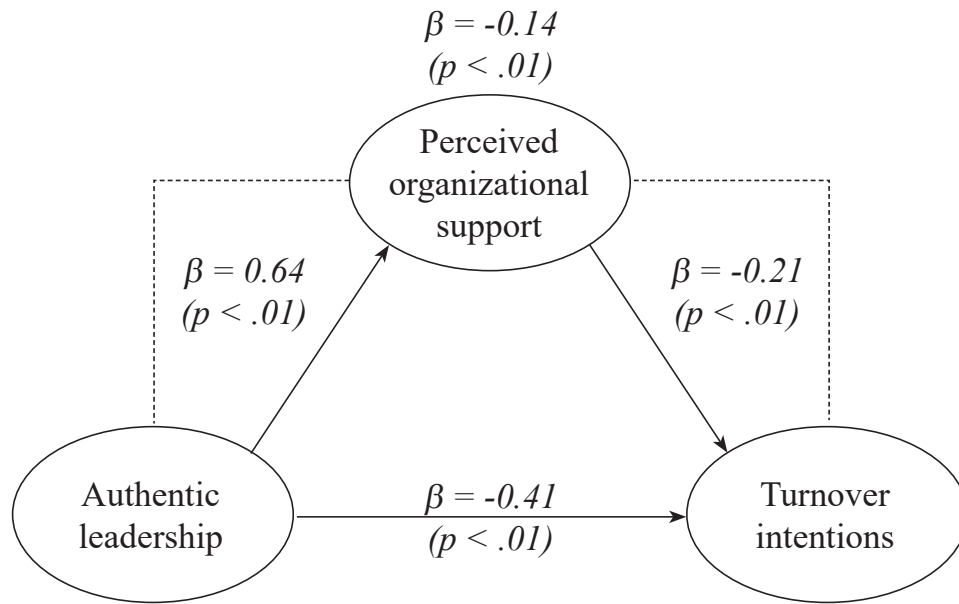 β = -0.14
(p < .01)
Perceived
organizational
support
β = 0.64
(p < .01)
β = -0.21
(p < .01)
Authentic
leadership
β = -0.41
(p < .01)
Turnover
intentions